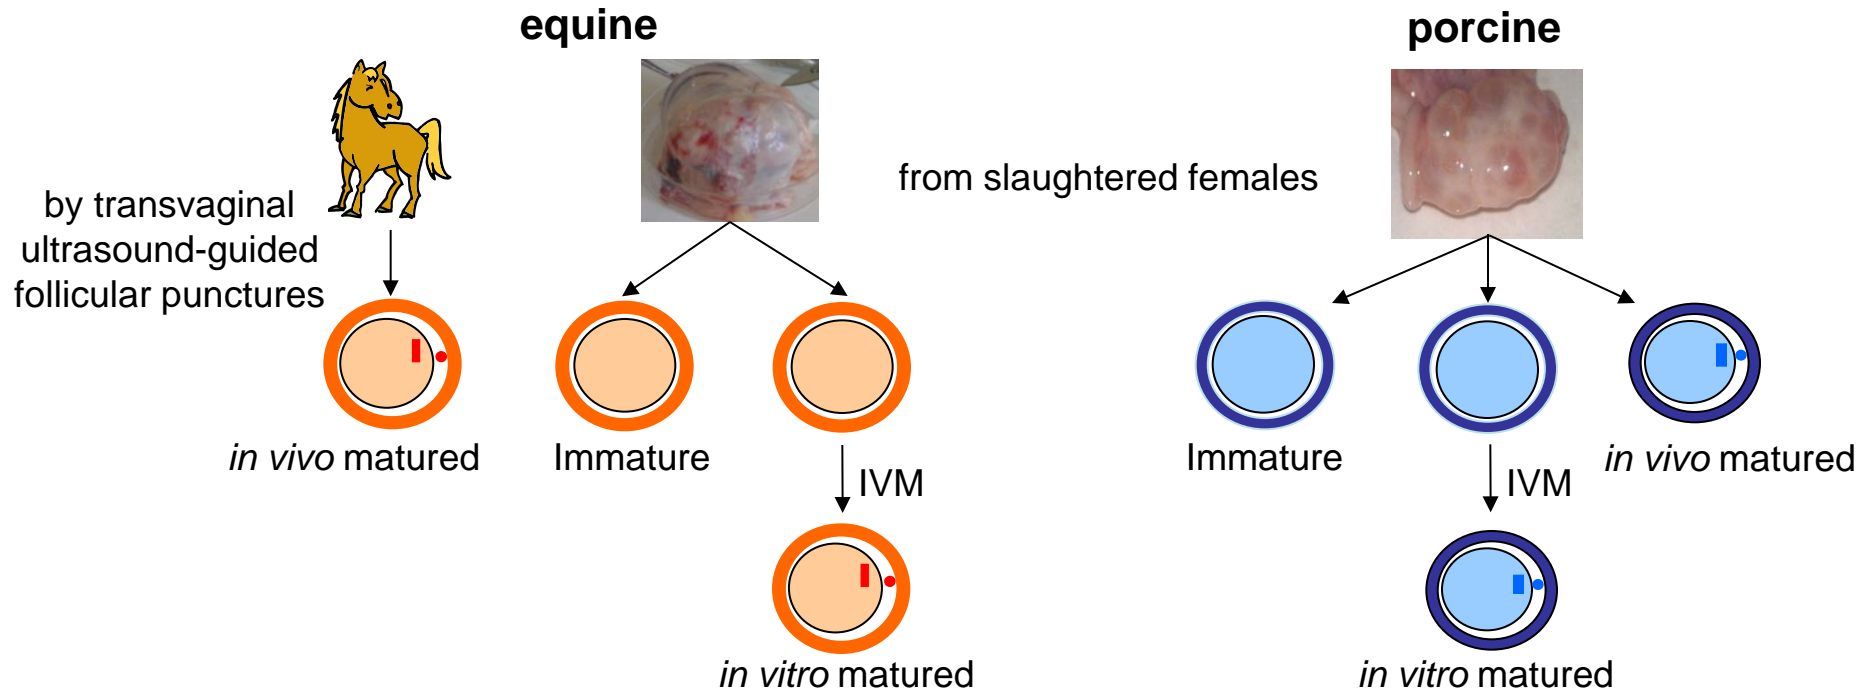 equine
porcine
from slaughtered females
by transvaginal
ultrasound-guided
follicular punctures
in vivo matured
Immature
Immature
in vivo matured
IVM
IVM
in vitro matured
in vitro matured